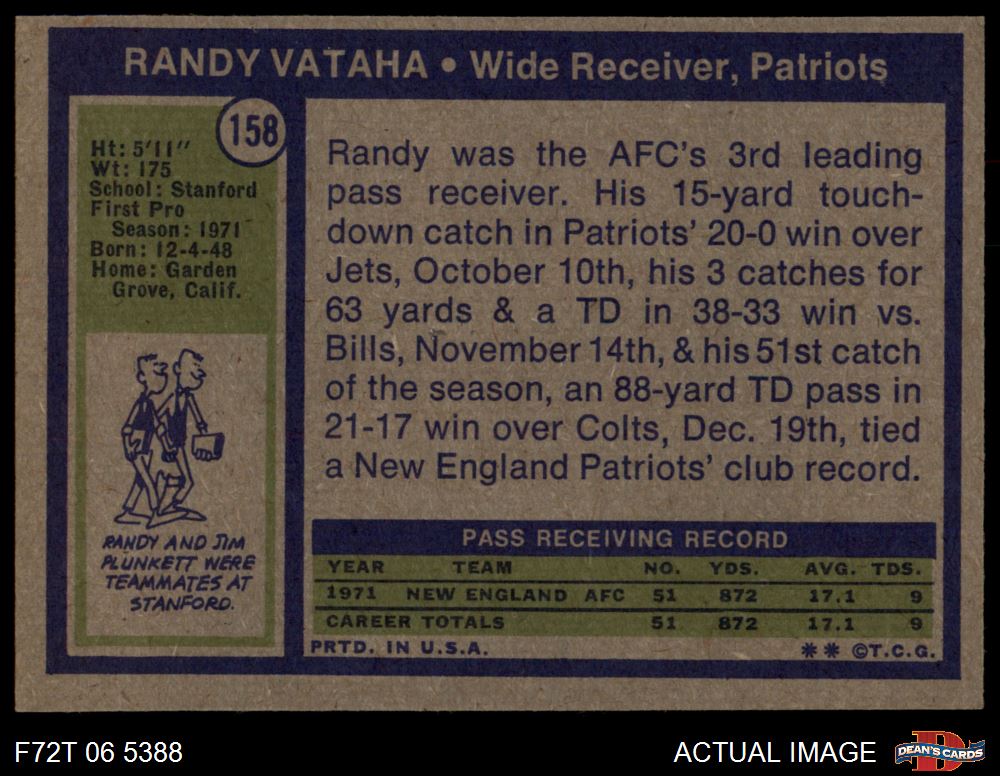 RANDY VATAHA • Wide Receiver, Patriots
158
Ht: 5'11"
Wt: 175
School: Stanford
First Pro
Season: 1971
Born: 12-4-48
Home: Garden
Grove, Calif.
RANDY AND JIM
PLUNKETT WERE
TEAMMATES AT
STANFORD.
Randy was the AFC's 3rd leading
pass receiver. His 15-yard touch-
down catch in Patriots' 20-0 win over
Jets, October 10th, his 3 catches for
63 yards & a TD in 38-33 win vs.
Bills, November 14th, & his 51st catch
of the season, an 88-yard TD pass in
21-17 win over Colts, Dec. 19th, tied
a New England Patriots' club record.
PASS RECEIVING RECORD
YEAR TEAM NO. YDS. AVG. TDS.
1971 NEW ENGLAND AFC 51 872 17.1 9
CAREER TOTALS 51 872 17.1 9
PRTD. IN U.S.A. ** ©T.C.G.
F72T 06 5388 ACTUAL IMAGE DEAN'S CARDS